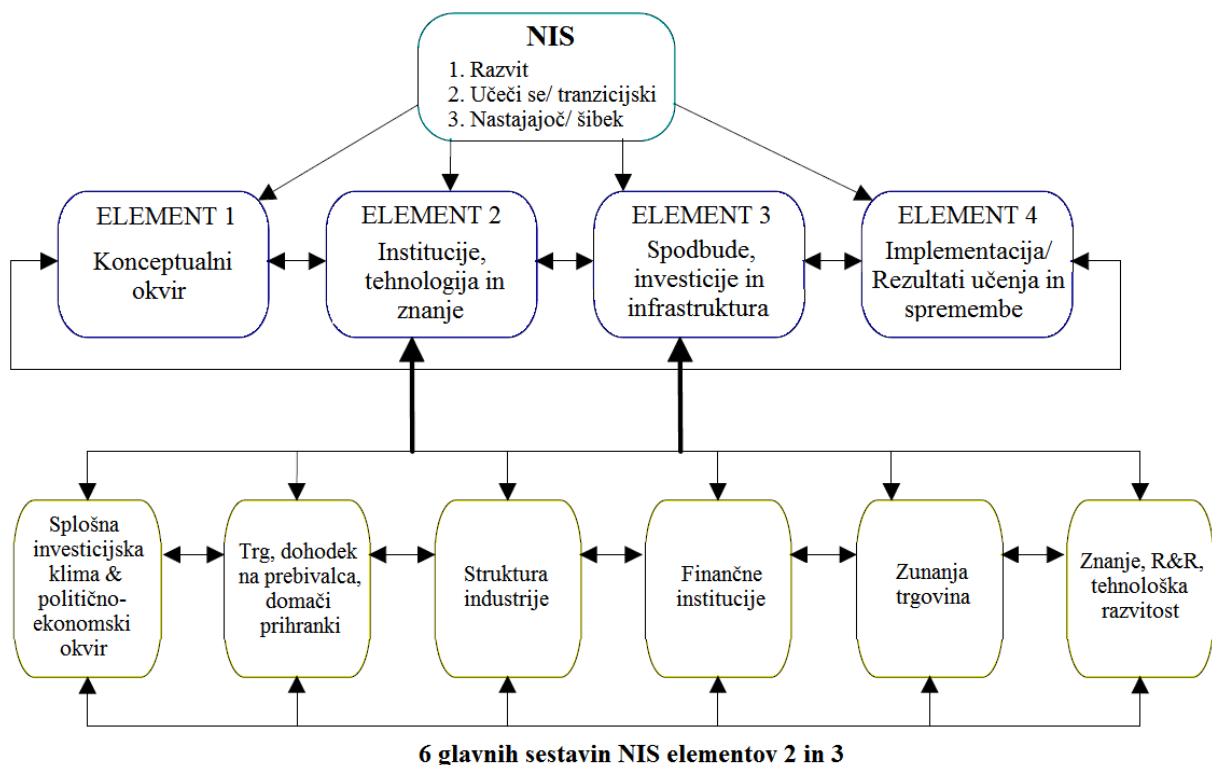 NIS
1. Razvit
2. Učeči se/ tranzicijski
3. Nastajajoč/ šibek
ELEMENT 1
Konceptualni
okvir
ELEMENT 2
Institucije,
tehnologija in
znanje
ELEMENT 3
Spodbude,
investicije in
infrastruktura
ELEMENT 4
Implementacija/
Rezultati učenja in
spremembe
Splošna
investicijska
klima &
politično-
ekonomski
okvir
Trg, dohodek
na prebivalca,
domači
prihranki
Struktura
industrije
Finančne
institucije
Zunanja
trgovina
Znanje, R&R,
tehnološka
razvitost
6 glavnih sestavin NIS elementov 2 in 3